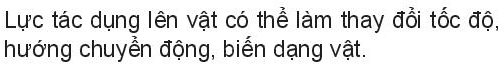 Lực tác dụng lên vật có thể làm thay đổi tốc độ,
hướng chuyển động, biến dạng vật.